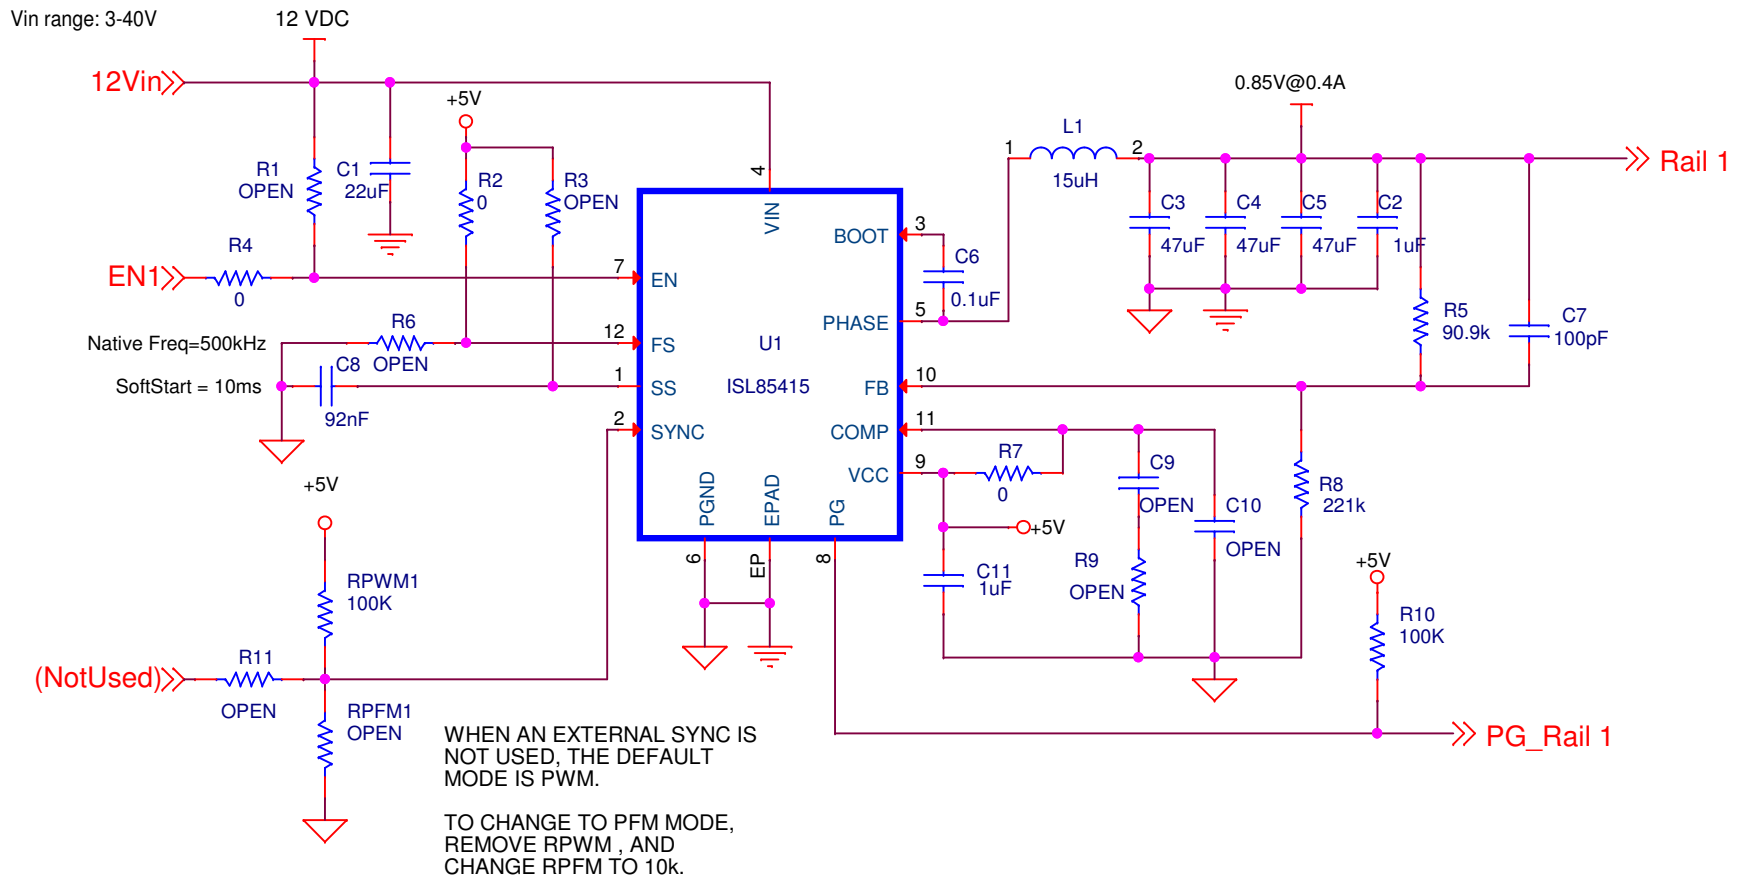 Vin range: 3-40V
12 VDC
12Vin
+5V
0.85V@0.4A
R1
OPEN
C1
22uF
R2
0
R3
OPEN
4
VIN
1
L1
2
15uH
Rail 1
C3
47uF
C4
47uF
C5
47uF
C2
1uF
R4
0
EN1
7
EN
BOOT
3
C6
0.1uF
PHASE
5
R5
90.9k
C7
100pF
Native Freq=500kHz
R6
OPEN
12
FS
U1
ISL85415
C8
92nF
SoftStart = 10ms
1
SS
FB
10
2
SYNC
COMP
11
VCC
9
R7
0
C9
OPEN
C10
OPEN
R8
221k
PGND
EPAD
PG
6
EP
8
+5V
C11
1uF
R9
OPEN
+5V
R10
100K
+5V
RPWM1
100K
(NotUsed)
R11
OPEN
RPFM1
OPEN
PG_Rail 1
WHEN AN EXTERNAL SYNC IS
NOT USED, THE DEFAULT
MODE IS PWM.
TO CHANGE TO PFM MODE,
REMOVE RPWM , AND
CHANGE RPFM TO 10k.